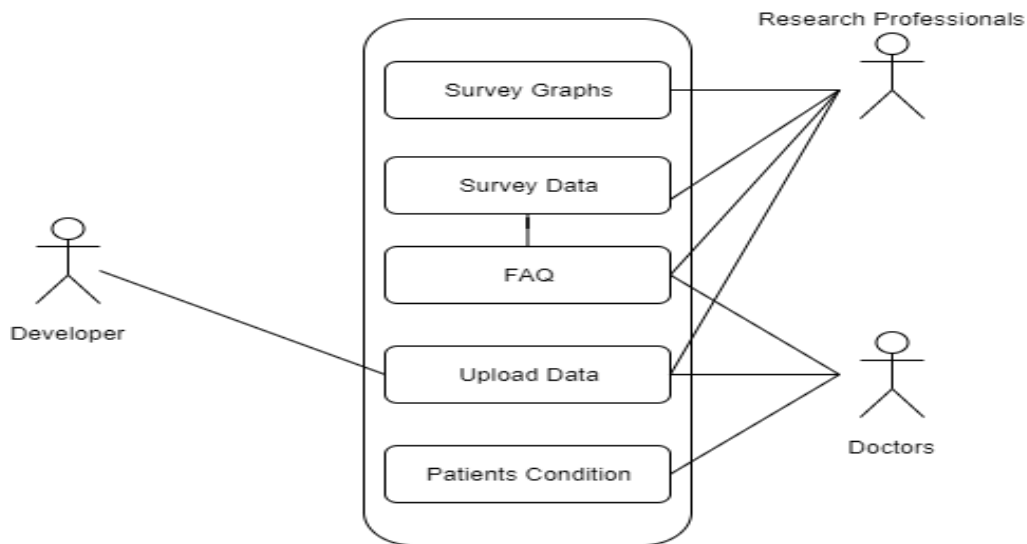 Research Professionals
Survey Graphs
Survey Data
FAQ
Developer
Upload Data
Doctors
Patients Condition